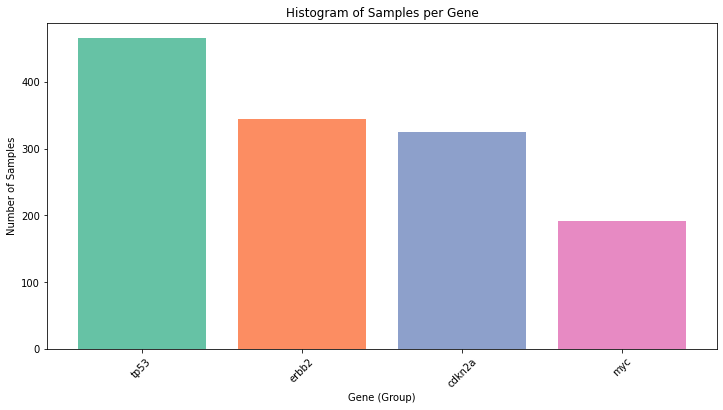 Histogram of Samples per Gene
Number of Samples
400
300
200
100
0
tp53
erbb2
cdkn2a
myc
Gene (Group)